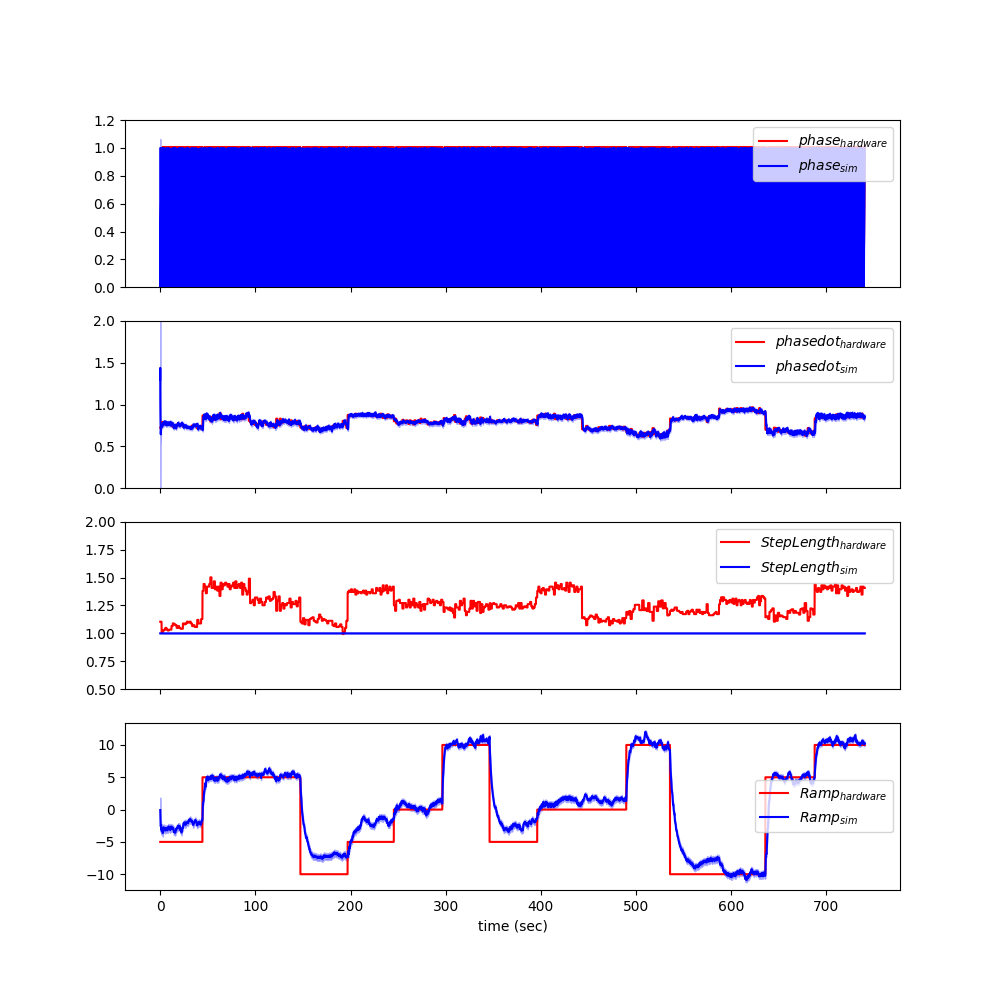 1.2
1.0
0.8
0.6
0.4
0.2
0.0
phase_hardware
phase_sim
2.0
1.5
1.0
0.5
0.0
phasedot_hardware
phasedot_sim
2.00
1.75
1.50
1.25
1.00
0.75
0.50
StepLength_hardware
StepLength_sim
10
5
0
−5
−10
Ramp_hardware
Ramp_sim
0 100 200 300 400 500 600 700
time (sec)